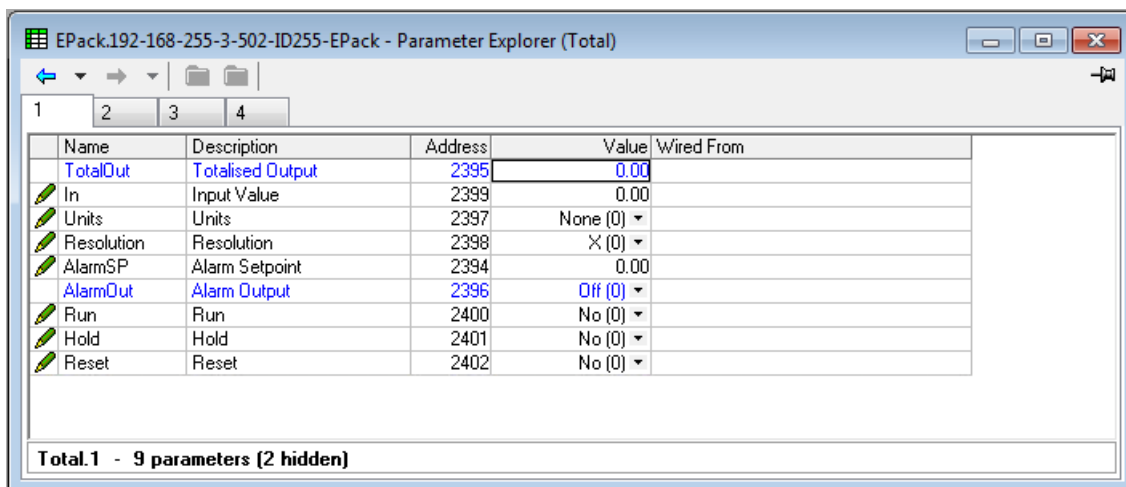 EPack.192-168-255-3-502-ID255-EPack - Parameter Explorer (Total)
1 2 3 4
Name Description Address Value Wired From
TotalOut Totalised Output 2395 0.00
In Input Value 2399 0.00
Units Units 2397 None (0)
Resolution Resolution 2398 X (0)
AlarmSP Alarm Setpoint 2394 0.00
AlarmOut Alarm Output 2396 Off (0)
Run Run 2400 No (0)
Hold Hold 2401 No (0)
Reset Reset 2402 No (0)
Total.1 - 9 parameters (2 hidden)